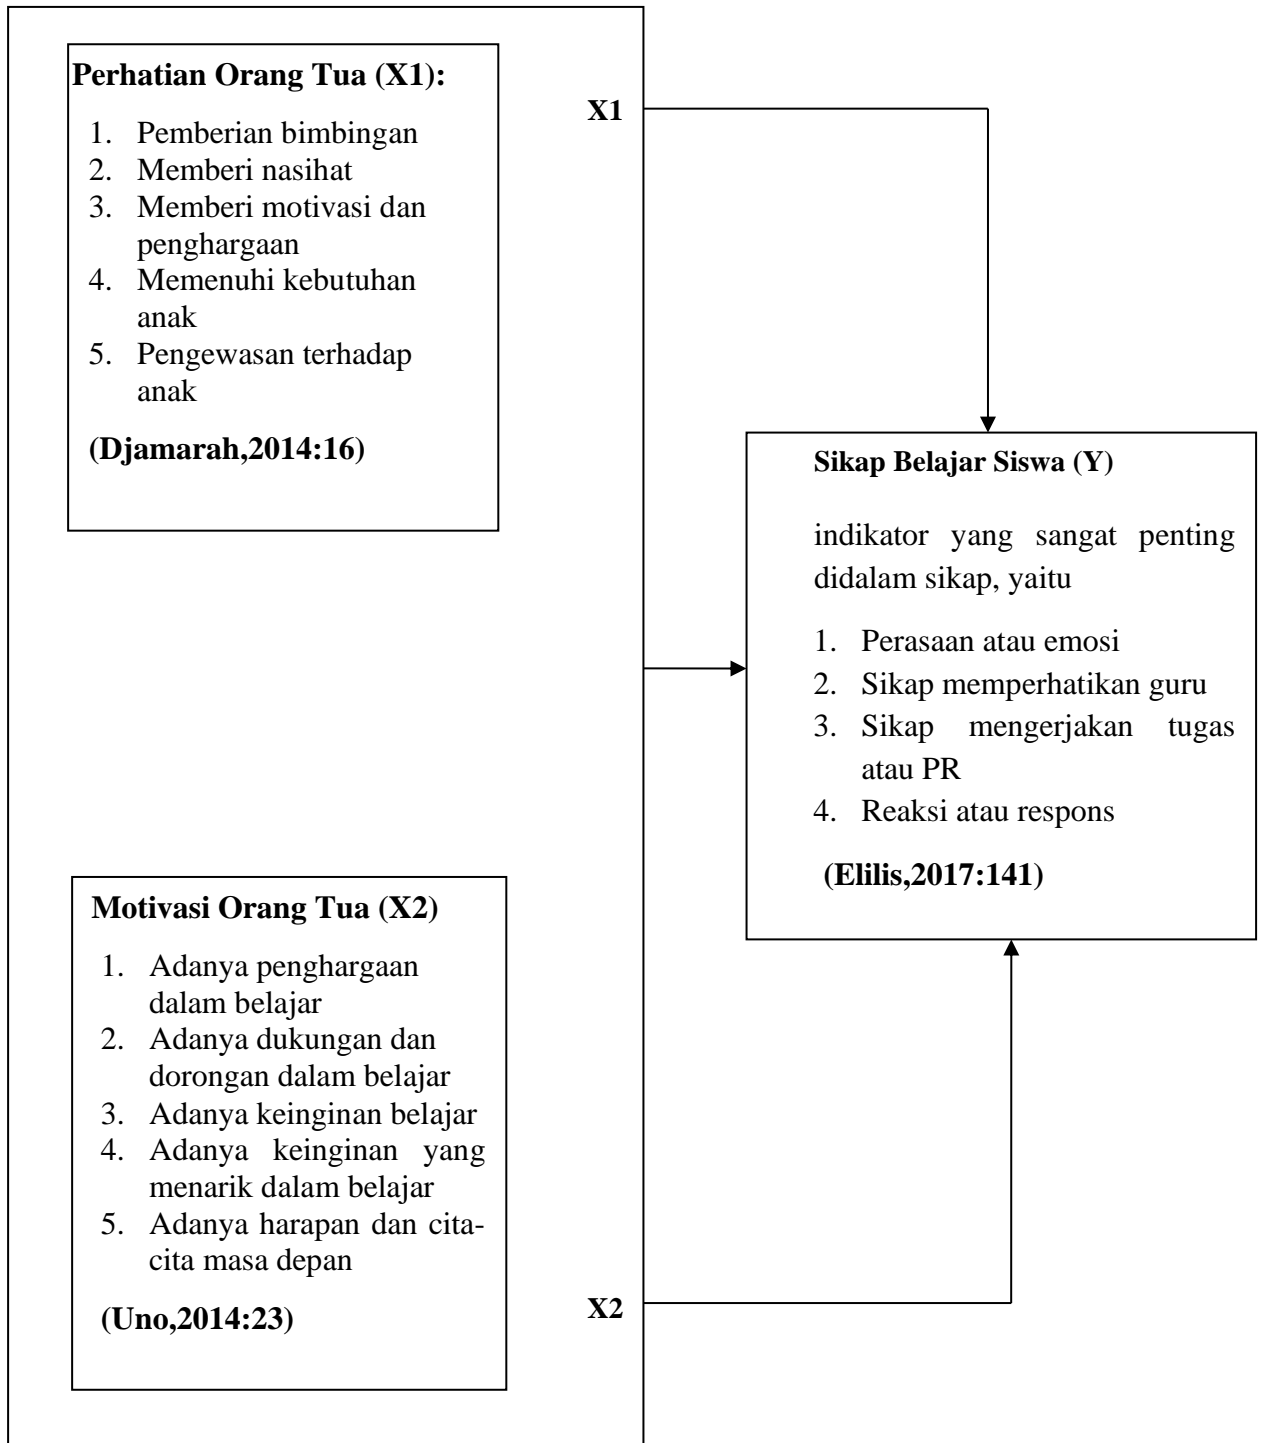 Perhatian Orang Tua (X1):
1. Pemberian bimbingan
2. Memberi nasihat
3. Memberi motivasi dan
penghargaan
4. Memenuhi kebutuhan
anak
5. Pengewasan terhadap
anak
(Djamarah,2014:16)
X1
Sikap Belajar Siswa (Y)
indikator yang sangat penting
didalam sikap, yaitu
1. Perasaan atau emosi
2. Sikap memperhatikan guru
3. Sikap mengerjakan tugas
atau PR
4. Reaksi atau respons
(Elilis,2017:141)
Motivasi Orang Tua (X2)
1. Adanya penghargaan
dalam belajar
2. Adanya dukungan dan
dorongan dalam belajar
3. Adanya keinginan belajar
4. Adanya keinginan yang
menarik dalam belajar
5. Adanya harapan dan cita-
cita masa depan
(Uno,2014:23)
X2